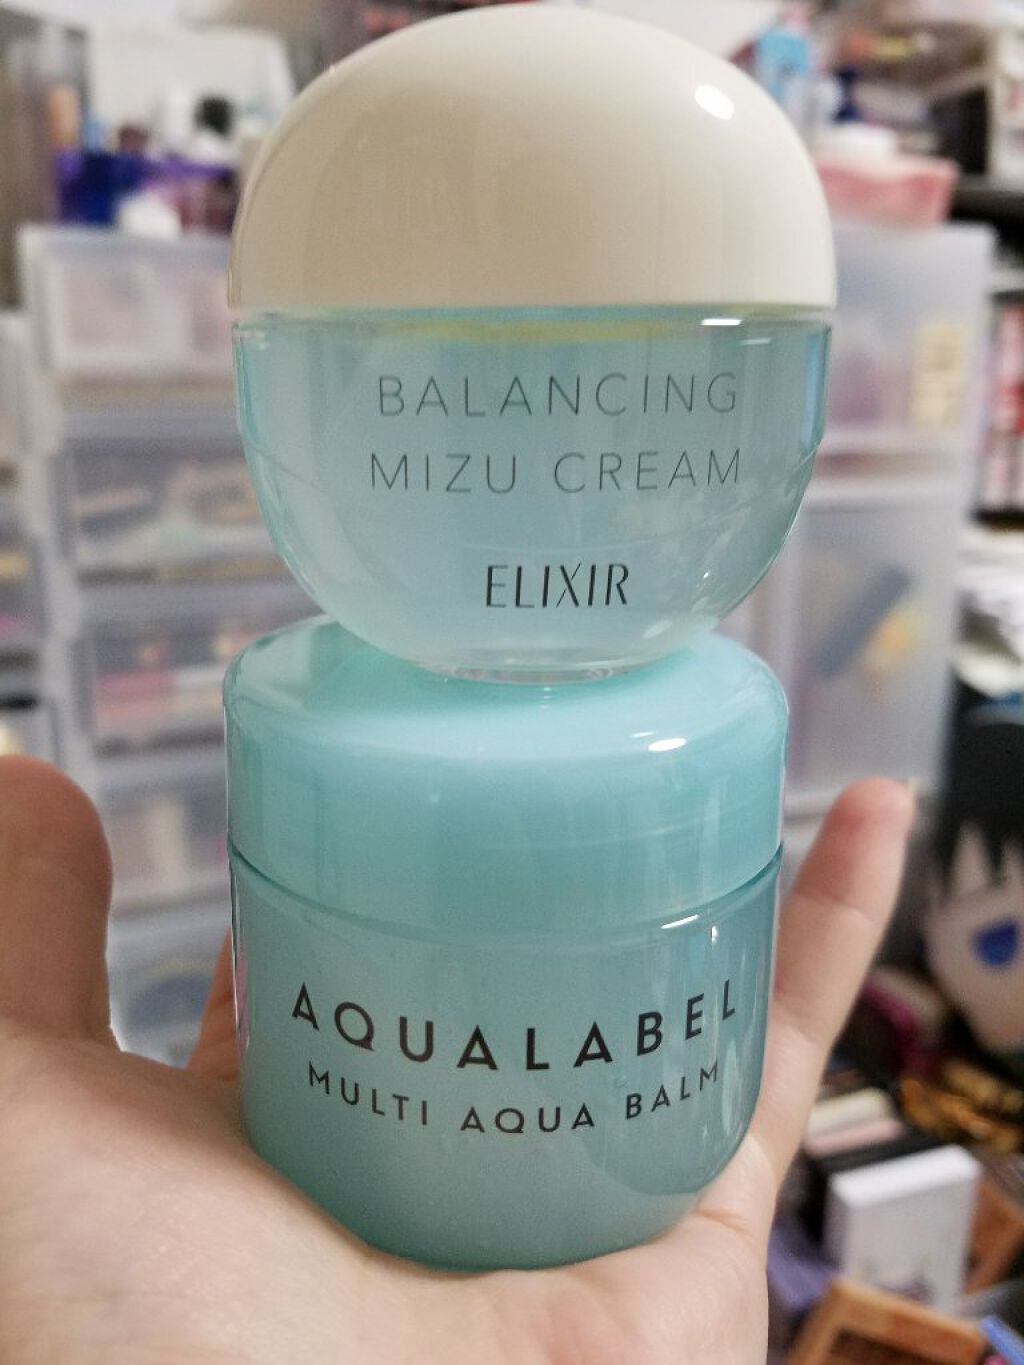 BALANCING
MIZU CREAM
ELIXIR
AQUALABEL
MULTI AQUA BALM